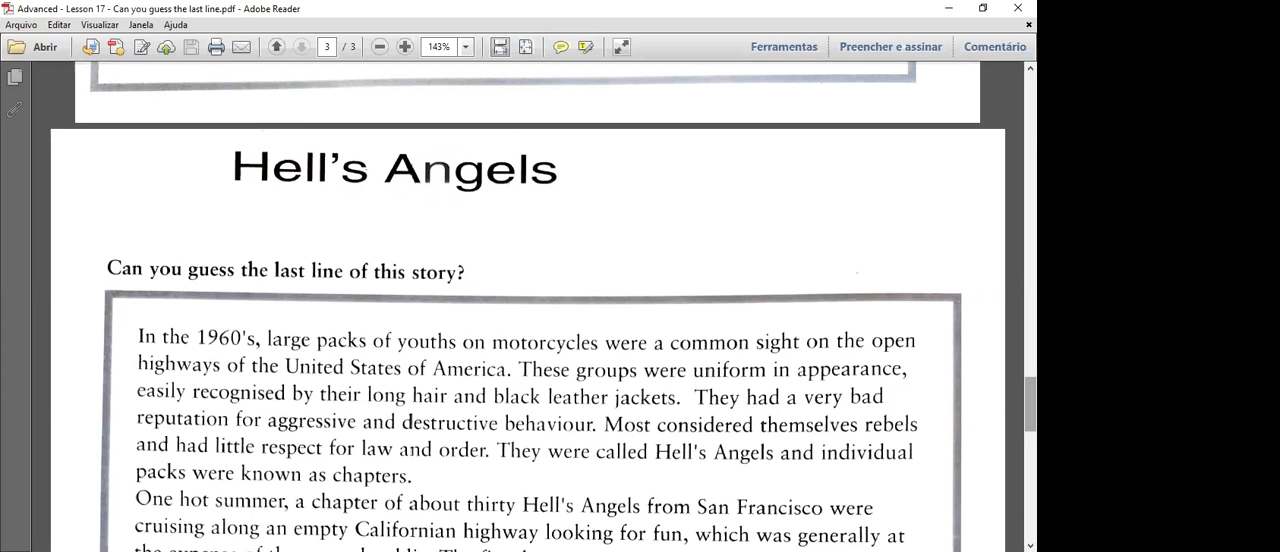 Advanced - Lesson 17 - Can you guess the last line.pdf - Adobe Reader
Arquivo Editar Visualizar Janela Ajuda
Abrir 3 / 3 143% Ferramentas Preencher e assinar Comentário
Hell's Angels
Can you guess the last line of this story?
In the 1960's, large packs of youths on motorcycles were a common sight on the open
highways of the United States of America. These groups were uniform in appearance,
easily recognised by their long hair and black leather jackets. They had a very bad
reputation for aggressive and destructive behaviour. Most considered themselves rebels
and had little respect for law and order. They were called Hell's Angels and individual
packs were known as chapters.
One hot summer, a chapter of about thirty Hell's Angels from San Francisco were
cruising along an empty Californian highway looking for fun, which was generally at